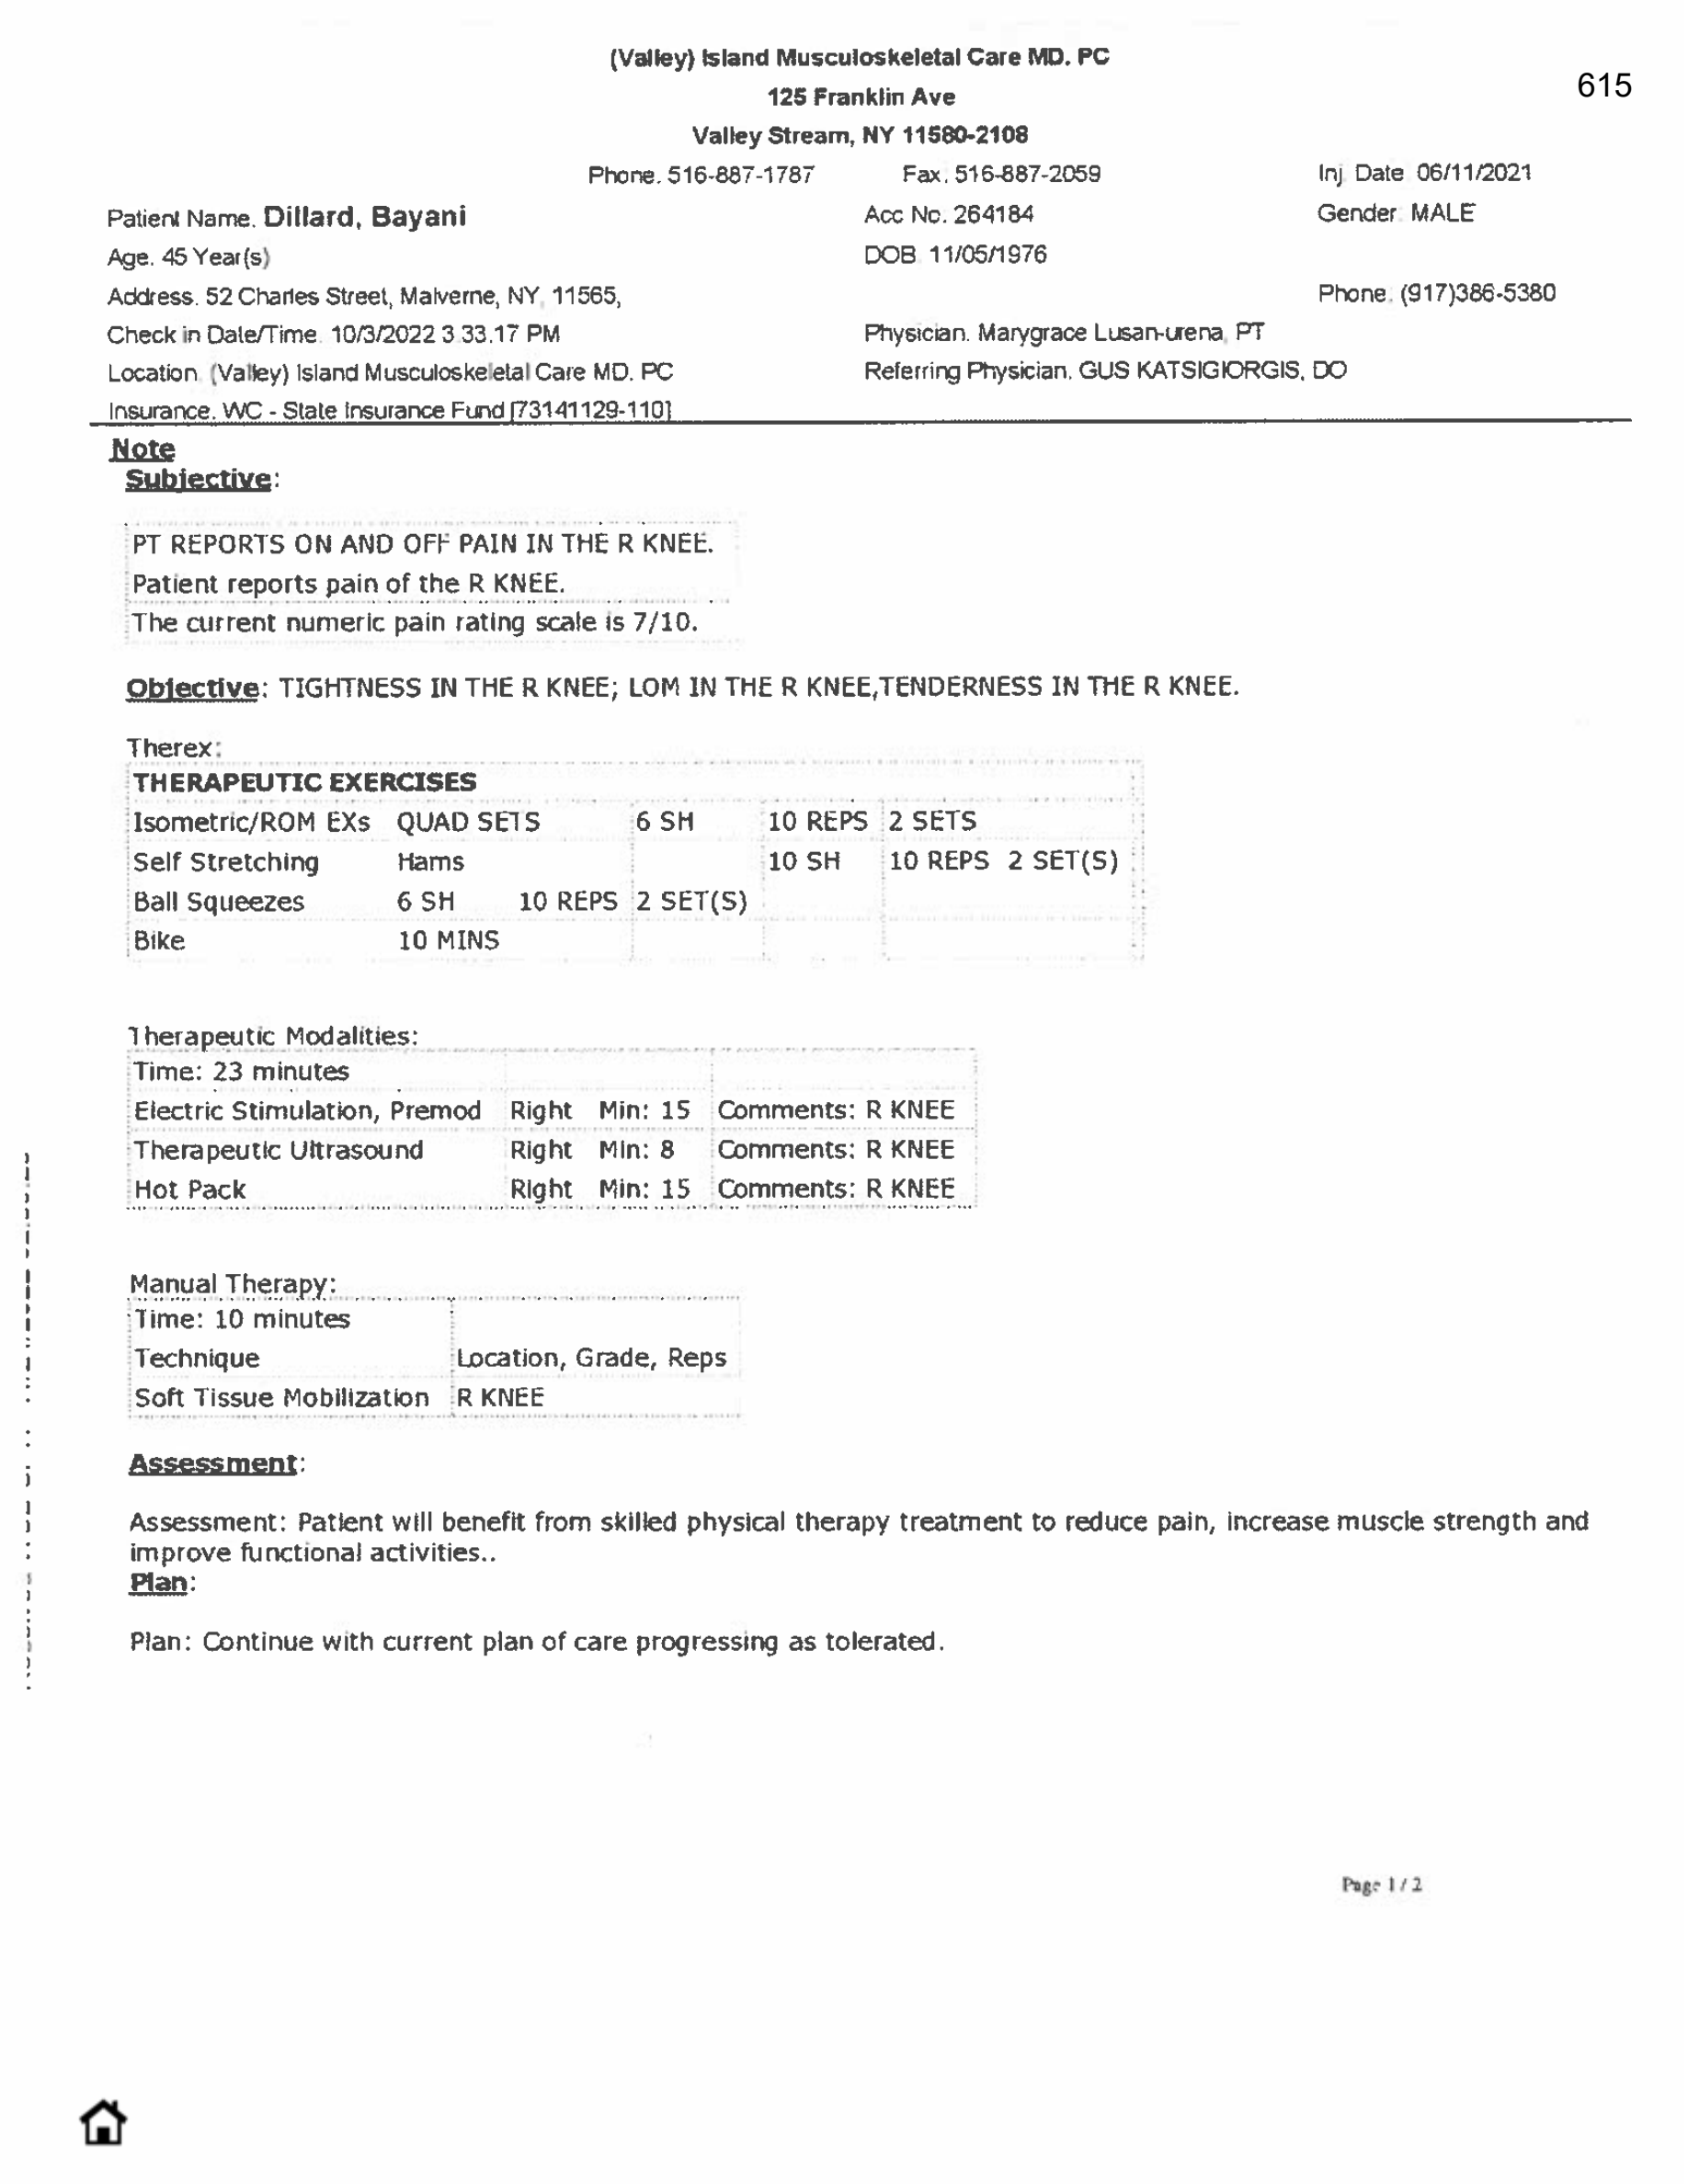 (Valley) Island Musculoskeletal Care MD. PC
615
125 Franklin Ave
Valley Stream, NY 11580-2108
Phone. 516-887-1787 Fax. 516-887-2059 Inj Date 06/11/2021
Patient Name. Dillard, Bayani Acc No. 264184 Gender MALE
Age. 45 Year(s) DOB 11/05/1976
Address. 52 Charles Street, Malverne, NY, 11565, Phone. (917)386-5380
Check in Date/Time. 10/3/2022 3.33.17 PM Physician. Marygrace Lusan-urena, PT
Location. (Valley) Island Musculoskeletal Care MD. PC Referring Physician. GUS KATSIGIORGIS, DO
Insurance. WC - State Insurance Fund [73141129-110]
Note
Subjective:
PT REPORTS ON AND OFF PAIN IN THE R KNEE.
Patient reports pain of the R KNEE.
The current numeric pain rating scale is 7/10.
Objective: TIGHTNESS IN THE R KNEE; LOM IN THE R KNEE,TENDERNESS IN THE R KNEE.
Therex:
THERAPEUTIC EXERCISES
Isometric/ROM EXs QUAD SETS 6 SH 10 REPS 2 SETS
Self Stretching Hams 10 SH 10 REPS 2 SET(S)
Ball Squeezes 6 SH 10 REPS 2 SET(S)
Bike 10 MINS
Therapeutic Modalities:
Time: 23 minutes
Electric Stimulation, Premod Right Min: 15 Comments: R KNEE
Therapeutic Ultrasound Right Min: 8 Comments: R KNEE
Hot Pack Right Min: 15 Comments: R KNEE
Manual Therapy:
Time: 10 minutes
Technique Location, Grade, Reps
Soft Tissue Mobilization R KNEE
Assessment:
Assessment: Patient will benefit from skilled physical therapy treatment to reduce pain, increase muscle strength and
improve functional activities..
Plan:
Plan: Continue with current plan of care progressing as tolerated.
Page 1 / 2